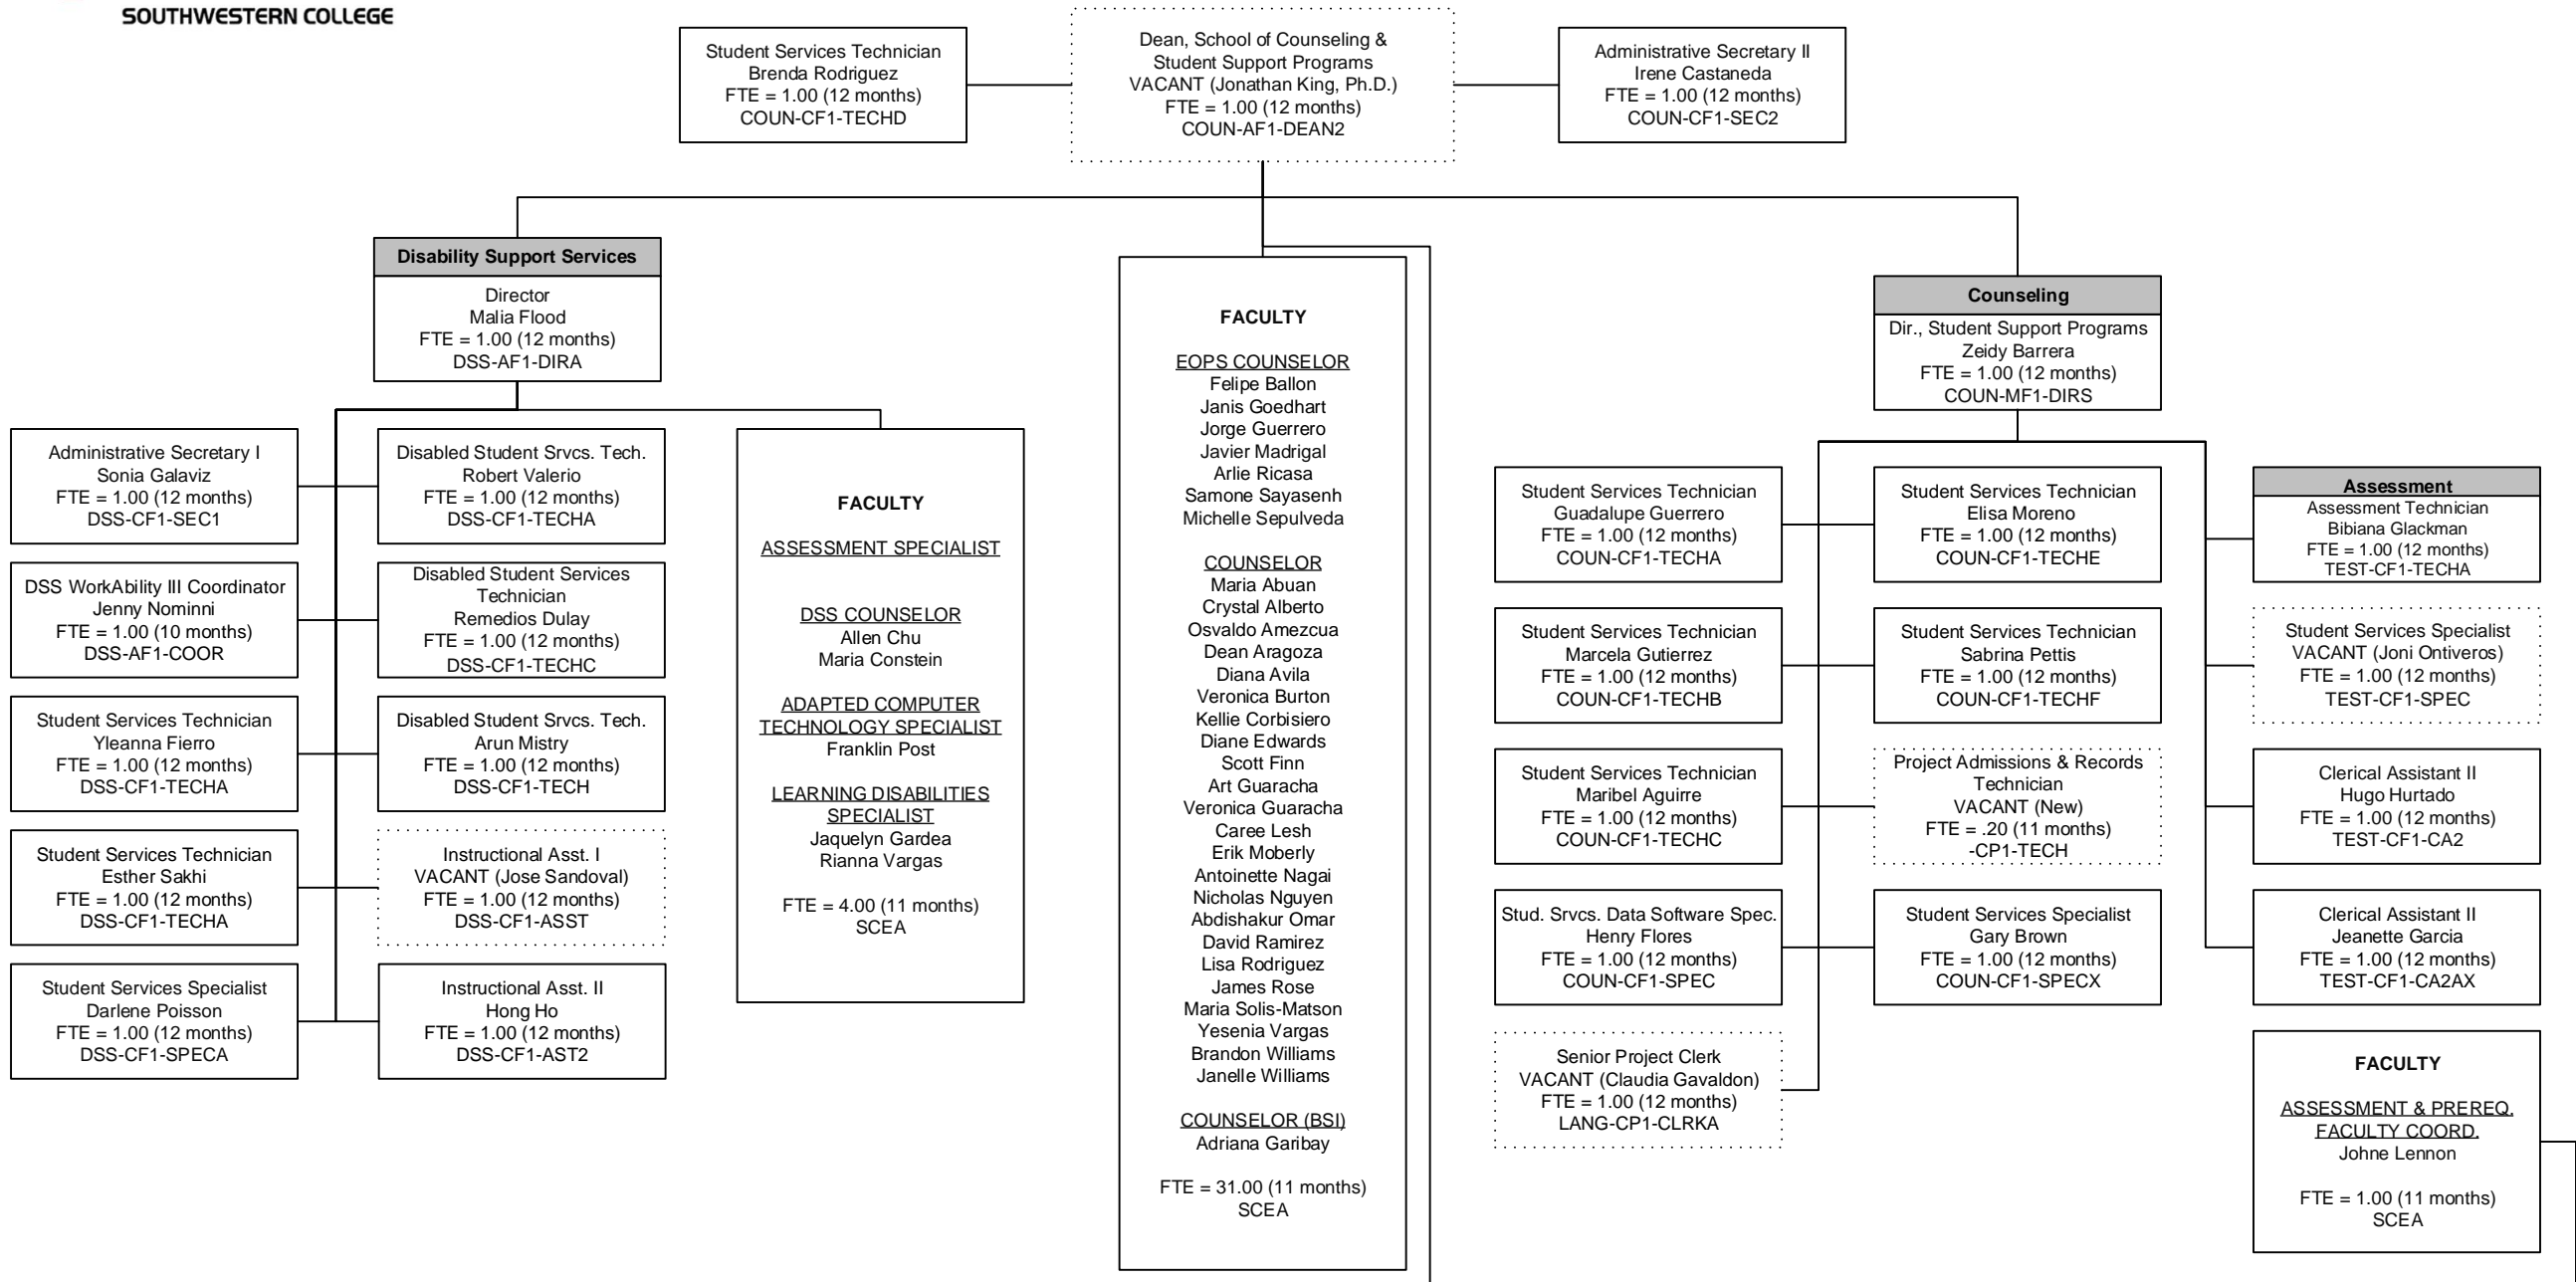 SOUTHWESTERN COLLEGE
Student Services Technician
Brenda Rodriguez
FTE = 1.00 (12 months)
COUN-CF1-TECHD
Dean, School of Counseling &
Student Support Programs
VACANT (Jonathan King, Ph.D.)
FTE = 1.00 (12 months)
COUN-AF1-DEAN2
Administrative Secretary II
Irene Castaneda
FTE = 1.00 (12 months)
COUN-CF1-SEC2
Disability Support Services
Director
Malia Flood
FTE = 1.00 (12 months)
DSS-AF1-DIRA
Administrative Secretary I
Sonia Galaviz
FTE = 1.00 (12 months)
DSS-CF1-SEC1
Disabled Student Srvcs. Tech.
Robert Valerio
FTE = 1.00 (12 months)
DSS-CF1-TECHA
DSS WorkAbility III Coordinator
Jenny Nominni
FTE = 1.00 (10 months)
DSS-AF1-COOR
Disabled Student Services
Technician
Remedios Dulay
FTE = 1.00 (12 months)
DSS-CF1-TECHC
Student Services Technician
Yleanna Fierro
FTE = 1.00 (12 months)
DSS-CF1-TECHA
Disabled Student Srvcs. Tech.
Arun Mistry
FTE = 1.00 (12 months)
DSS-CF1-TECH
Student Services Technician
Esther Sakhi
FTE = 1.00 (12 months)
DSS-CF1-TECHA
Instructional Asst. I
VACANT (Jose Sandoval)
FTE = 1.00 (12 months)
DSS-CF1-ASST
Student Services Specialist
Darlene Poisson
FTE = 1.00 (12 months)
DSS-CF1-SPECA
Instructional Asst. II
Hong Ho
FTE = 1.00 (12 months)
DSS-CF1-AST2
FACULTY
ASSESSMENT SPECIALIST
DSS COUNSELOR
Allen Chu
Maria Constein
ADAPTED COMPUTER
TECHNOLOGY SPECIALIST
Franklin Post
LEARNING DISABILITIES
SPECIALIST
Jaquelyn Gardea
Rianna Vargas
FTE = 4.00 (11 months)
SCEA
FACULTY
EOPS COUNSELOR
Felipe Ballon
Janis Goedhart
Jorge Guerrero
Javier Madrigal
Arlie Ricasa
Samone Sayasenh
Michelle Sepulveda
COUNSELOR
Maria Abuan
Crystal Alberto
Osvaldo Amezcua
Dean Aragoza
Diana Avila
Veronica Burton
Kellie Corbisiero
Diane Edwards
Scott Finn
Art Guaracha
Veronica Guaracha
Caree Lesh
Erik Moberly
Antoinette Nagai
Nicholas Nguyen
Abdishakur Omar
David Ramirez
Lisa Rodriguez
James Rose
Maria Solis-Matson
Yesenia Vargas
Brandon Williams
Janelle Williams
COUNSELOR (BSI)
Adriana Garibay
FTE = 31.00 (11 months)
SCEA
Counseling
Dir., Student Support Programs
Zeidy Barrera
FTE = 1.00 (12 months)
COUN-MF1-DIRS
Student Services Technician
Guadalupe Guerrero
FTE = 1.00 (12 months)
COUN-CF1-TECHA
Student Services Technician
Elisa Moreno
FTE = 1.00 (12 months)
COUN-CF1-TECHE
Student Services Technician
Marcela Gutierrez
FTE = 1.00 (12 months)
COUN-CF1-TECHB
Student Services Technician
Sabrina Pettis
FTE = 1.00 (12 months)
COUN-CF1-TECHF
Student Services Technician
Maribel Aguirre
FTE = 1.00 (12 months)
COUN-CF1-TECHC
Project Admissions & Records
Technician
VACANT (New)
FTE = .20 (11 months)
-CP1-TECH
Stud. Srvcs. Data Software Spec.
Henry Flores
FTE = 1.00 (12 months)
COUN-CF1-SPEC
Student Services Specialist
Gary Brown
FTE = 1.00 (12 months)
COUN-CF1-SPECX
Senior Project Clerk
VACANT (Claudia Gavaldon)
FTE = 1.00 (12 months)
LANG-CP1-CLRKA
Assessment
Assessment Technician
Bibiana Glackman
FTE = 1.00 (12 months)
TEST-CF1-TECHA
Student Services Specialist
VACANT (Joni Ontiveros)
FTE = 1.00 (12 months)
TEST-CF1-SPEC
Clerical Assistant II
Hugo Hurtado
FTE = 1.00 (12 months)
TEST-CF1-CA2
Clerical Assistant II
Jeanette Garcia
FTE = 1.00 (12 months)
TEST-CF1-CA2AX
FACULTY
ASSESSMENT & PREREQ.
FACULTY COORD.
Johne Lennon
FTE = 1.00 (11 months)
SCEA